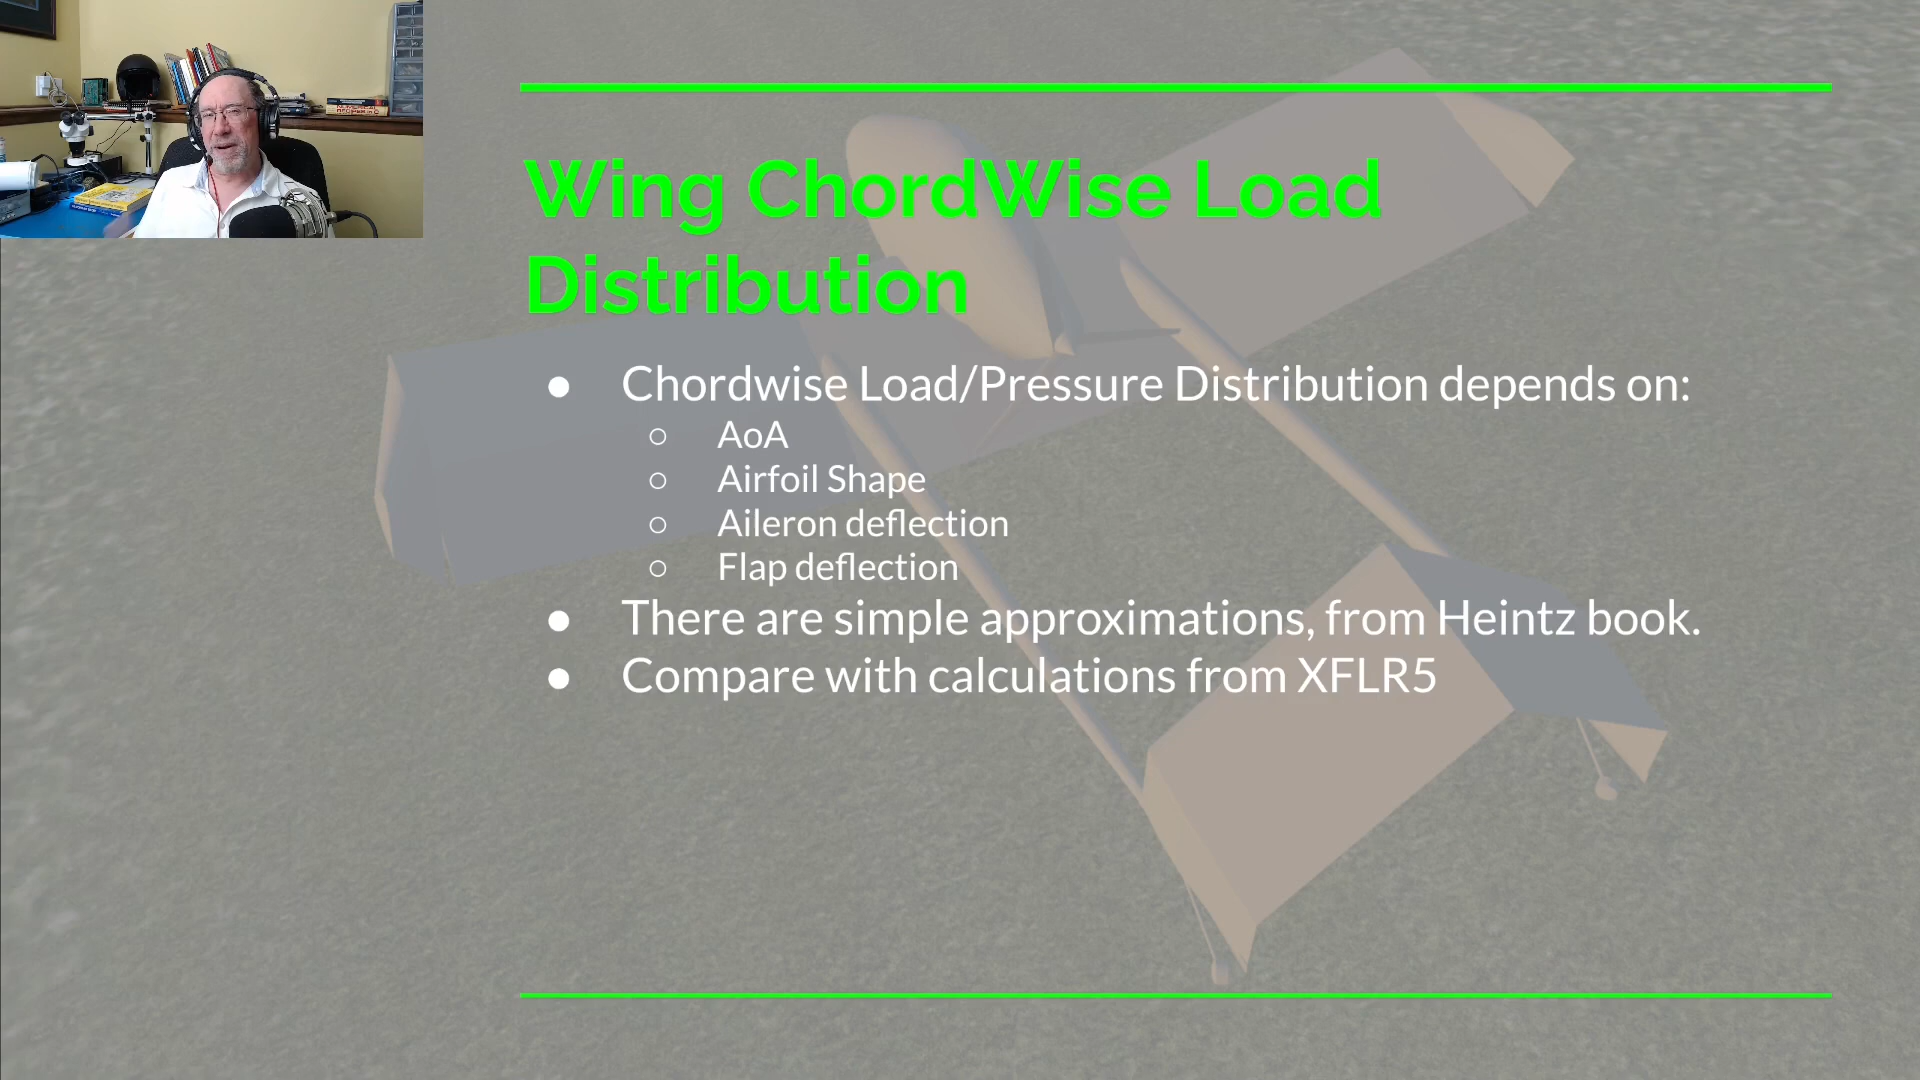 Wing ChordWise Load
Distribution
● Chordwise Load/Pressure Distribution depends on:
○ AoA
○ Airfoil Shape
○ Aileron deflection
○ Flap deflection
● There are simple approximations, from Heintz book.
● Compare with calculations from XFLR5